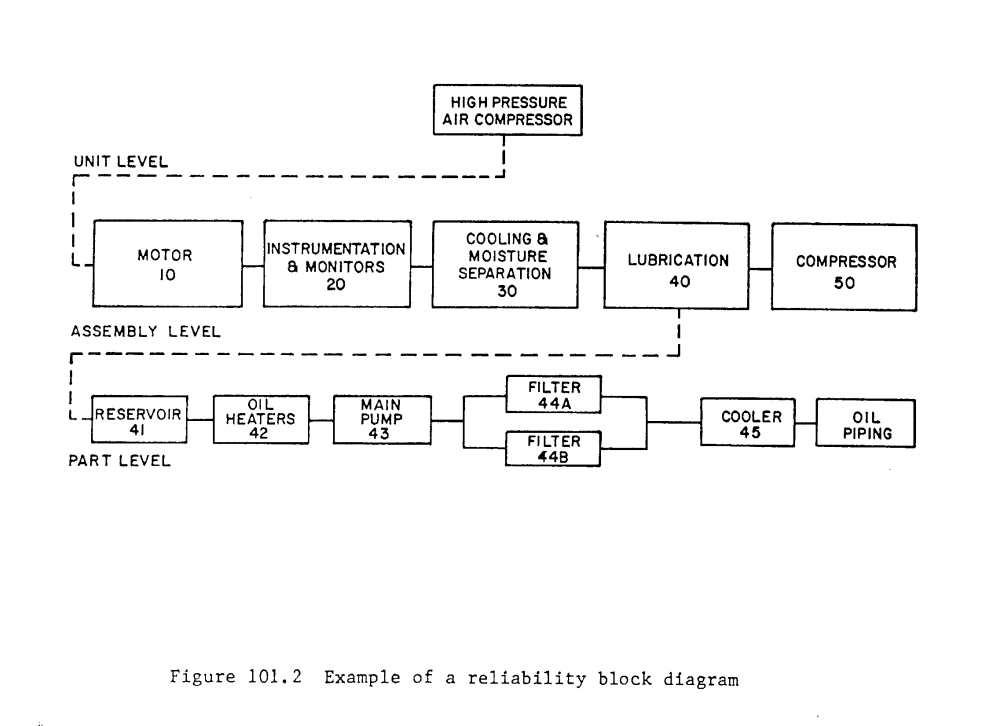 HIGH PRESSURE
AIR COMPRESSOR
UNIT LEVEL
MOTOR
10
INSTRUMENTATION
& MONITORS
20
COOLING &
MOISTURE
SEPARATION
30
LUBRICATION
40
COMPRESSOR
50
ASSEMBLY LEVEL
RESERVOIR
41
OIL
HEATERS
42
MAIN
PUMP
43
FILTER
44A
FILTER
44B
COOLER
45
OIL
PIPING
PART LEVEL
Figure 101.2 Example of a reliability block diagram